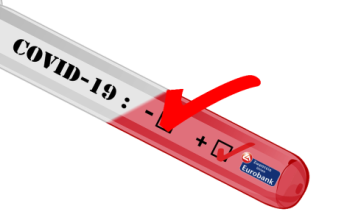 COVID-19 : -
+
Eurobank